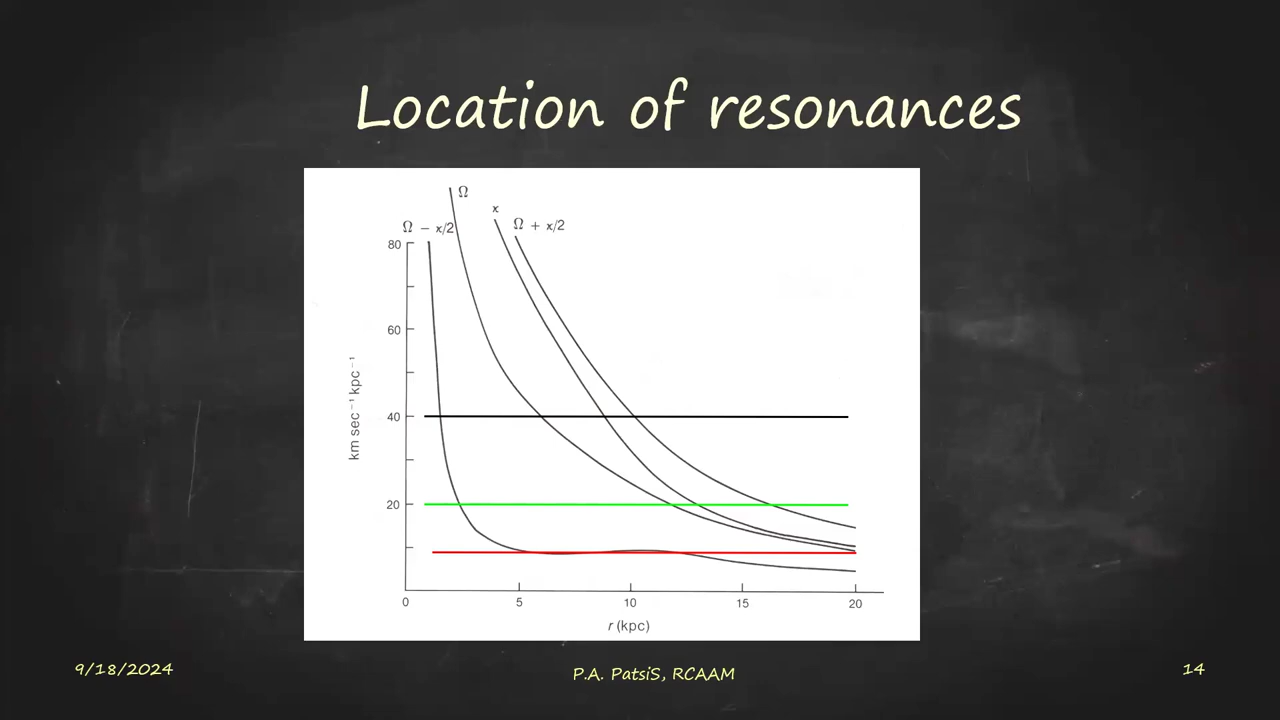 Location of resonances
Ω
x
Ω − x/2
Ω + x/2
80
60
40
20
km sec⁻¹ kpc⁻¹
0 5 10 15 20
r (kpc)
9/18/2024
P.A. PatsiS, RCAAM
14